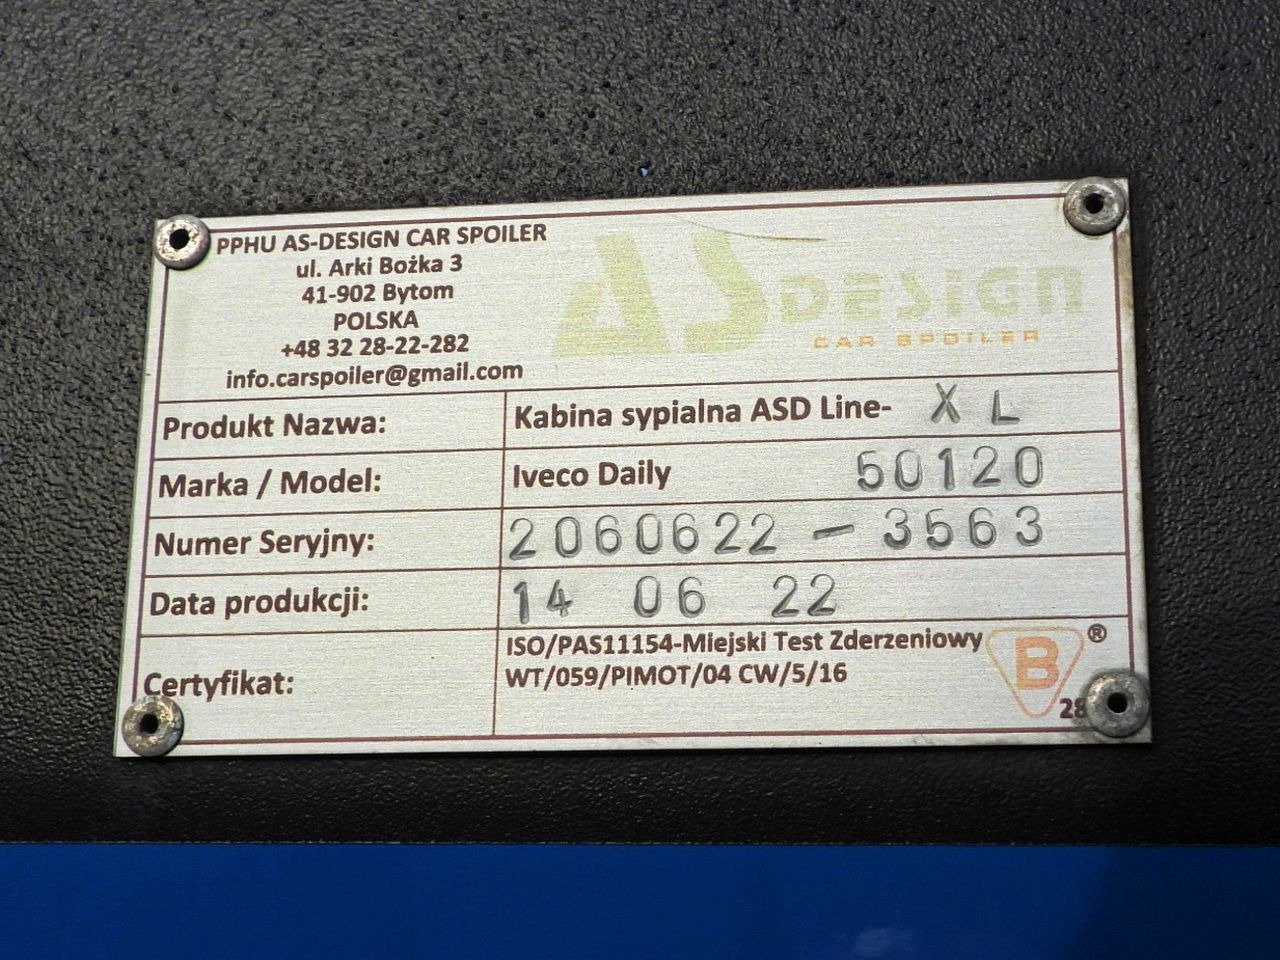 PPHU AS-DESIGN CAR SPOILER
ul. Arki Bożka 3
41-902 Bytom
POLSKA
+48 32 28-22-282
info.carspoiler@gmail.com
AS DESIGN
CAR SPOILER
Produkt Nazwa: Kabina sypialna ASD Line- XL
Marka / Model: Iveco Daily 50120
Numer Seryjny: 2060622-3563
Data produkcji: 14 06 22
Certyfikat: ISO/PAS11154-Miejski Test Zderzeniowy
WT/059/PIMOT/04 CW/5/16
B ®